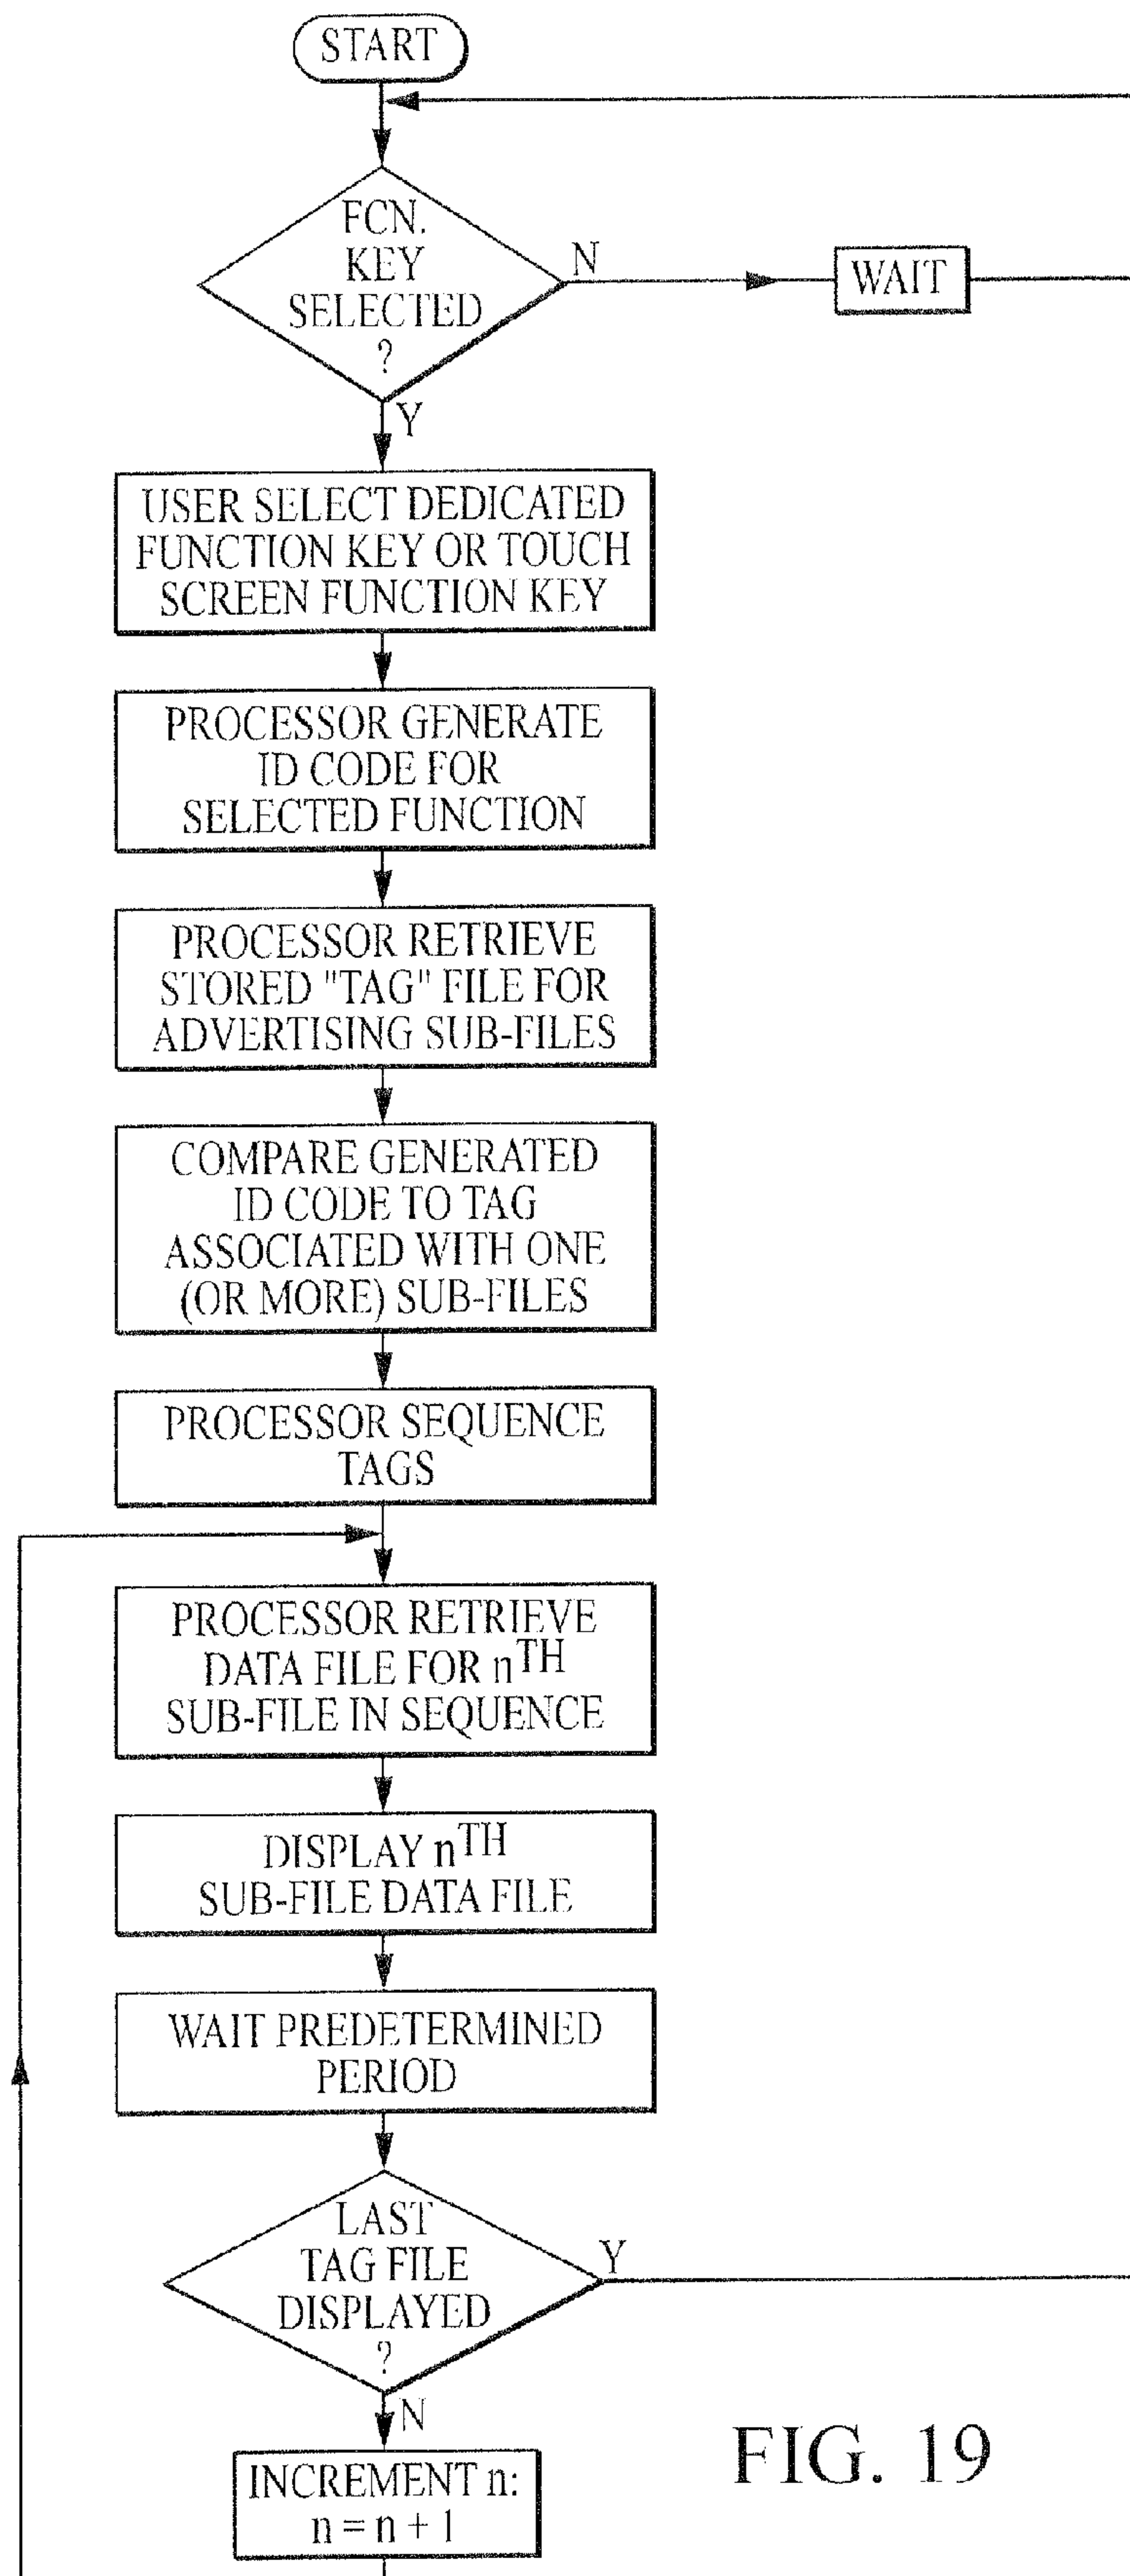 START
FCN.
KEY
SELECTED
?
N
WAIT
Y
USER SELECT DEDICATED
FUNCTION KEY OR TOUCH
SCREEN FUNCTION KEY
PROCESSOR GENERATE
ID CODE FOR
SELECTED FUNCTION
PROCESSOR RETRIEVE
STORED "TAG" FILE FOR
ADVERTISING SUB-FILES
COMPARE GENERATED
ID CODE TO TAG
ASSOCIATED WITH ONE
(OR MORE) SUB-FILES
PROCESSOR SEQUENCE
TAGS
PROCESSOR RETRIEVE
DATA FILE FOR nTH
SUB-FILE IN SEQUENCE
DISPLAY nTH
SUB-FILE DATA FILE
WAIT PREDETERMINED
PERIOD
LAST
TAG FILE
DISPLAYED
?
Y
N
INCREMENT n:
n = n + 1
FIG. 19